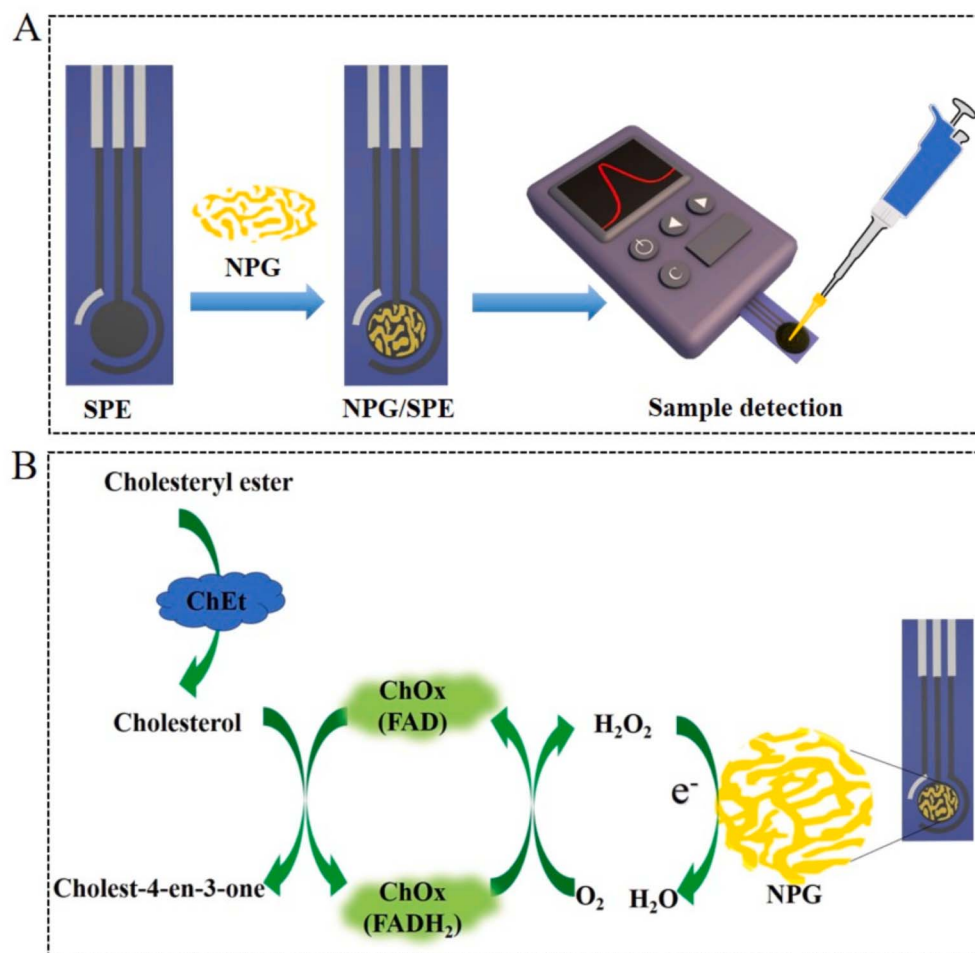 A
NPG
C
SPE
NPG/SPE
Sample detection
B
Cholesteryl ester
ChEt
Cholesterol
ChOx
(FAD)
H₂O₂
e⁻
Cholest-4-en-3-one
ChOx
(FADH₂)
O₂
H₂O
NPG